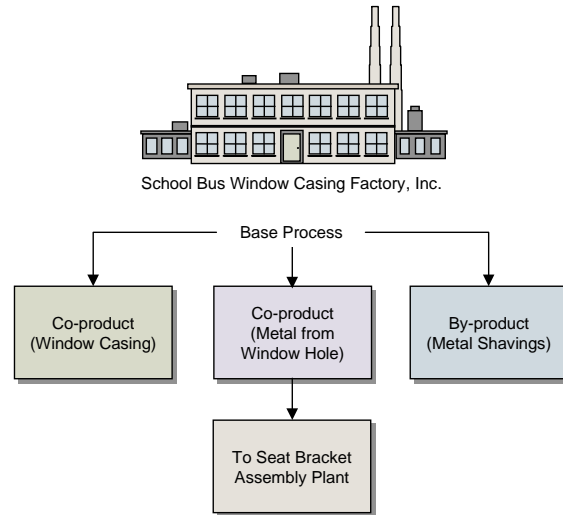 School Bus Window Casing Factory, Inc.
Base Process
Co-product
(Window Casing)
Co-product
(Metal from
Window Hole)
By-product
(Metal Shavings)
To Seat Bracket
Assembly Plant